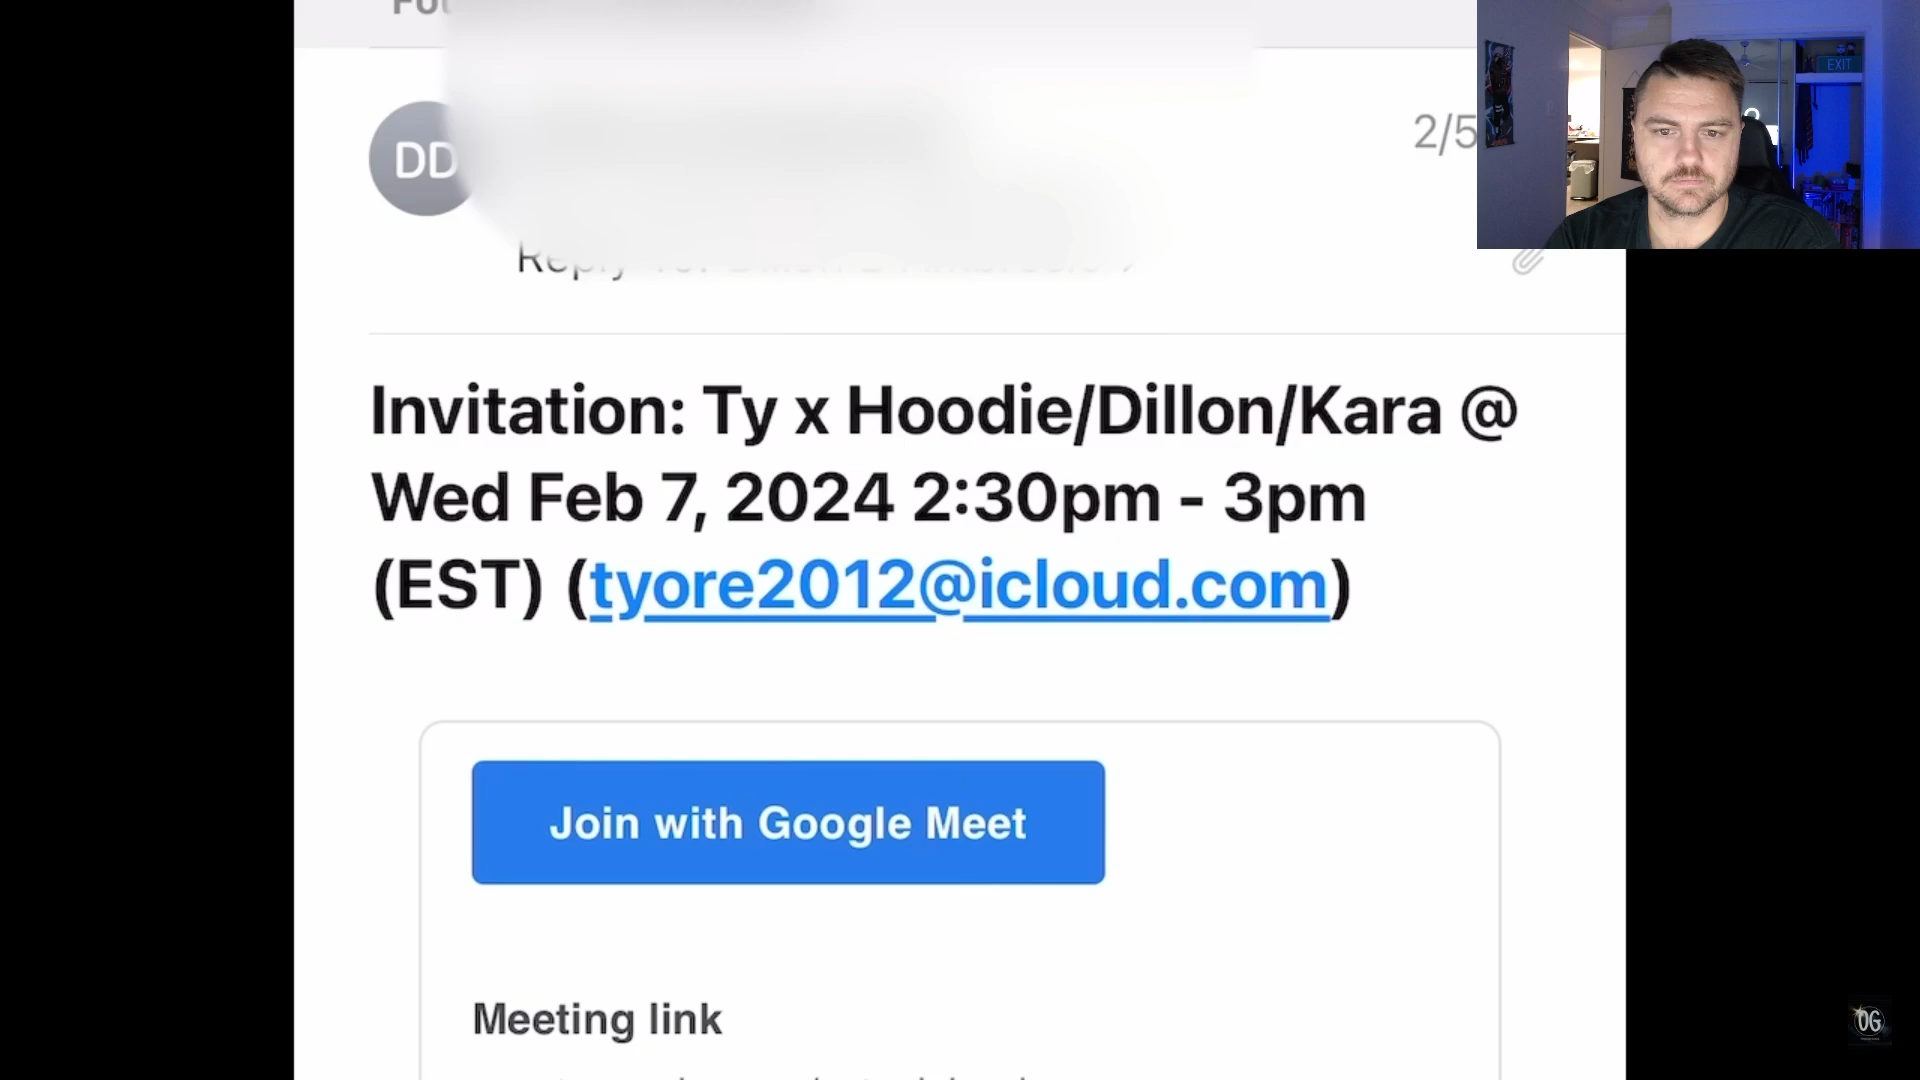 DD
2/5
EXIT
Invitation: Ty x Hoodie/Dillon/Kara @
Wed Feb 7, 2024 2:30pm - 3pm
(EST) (tyore2012@icloud.com)
Join with Google Meet
Meeting link
OG